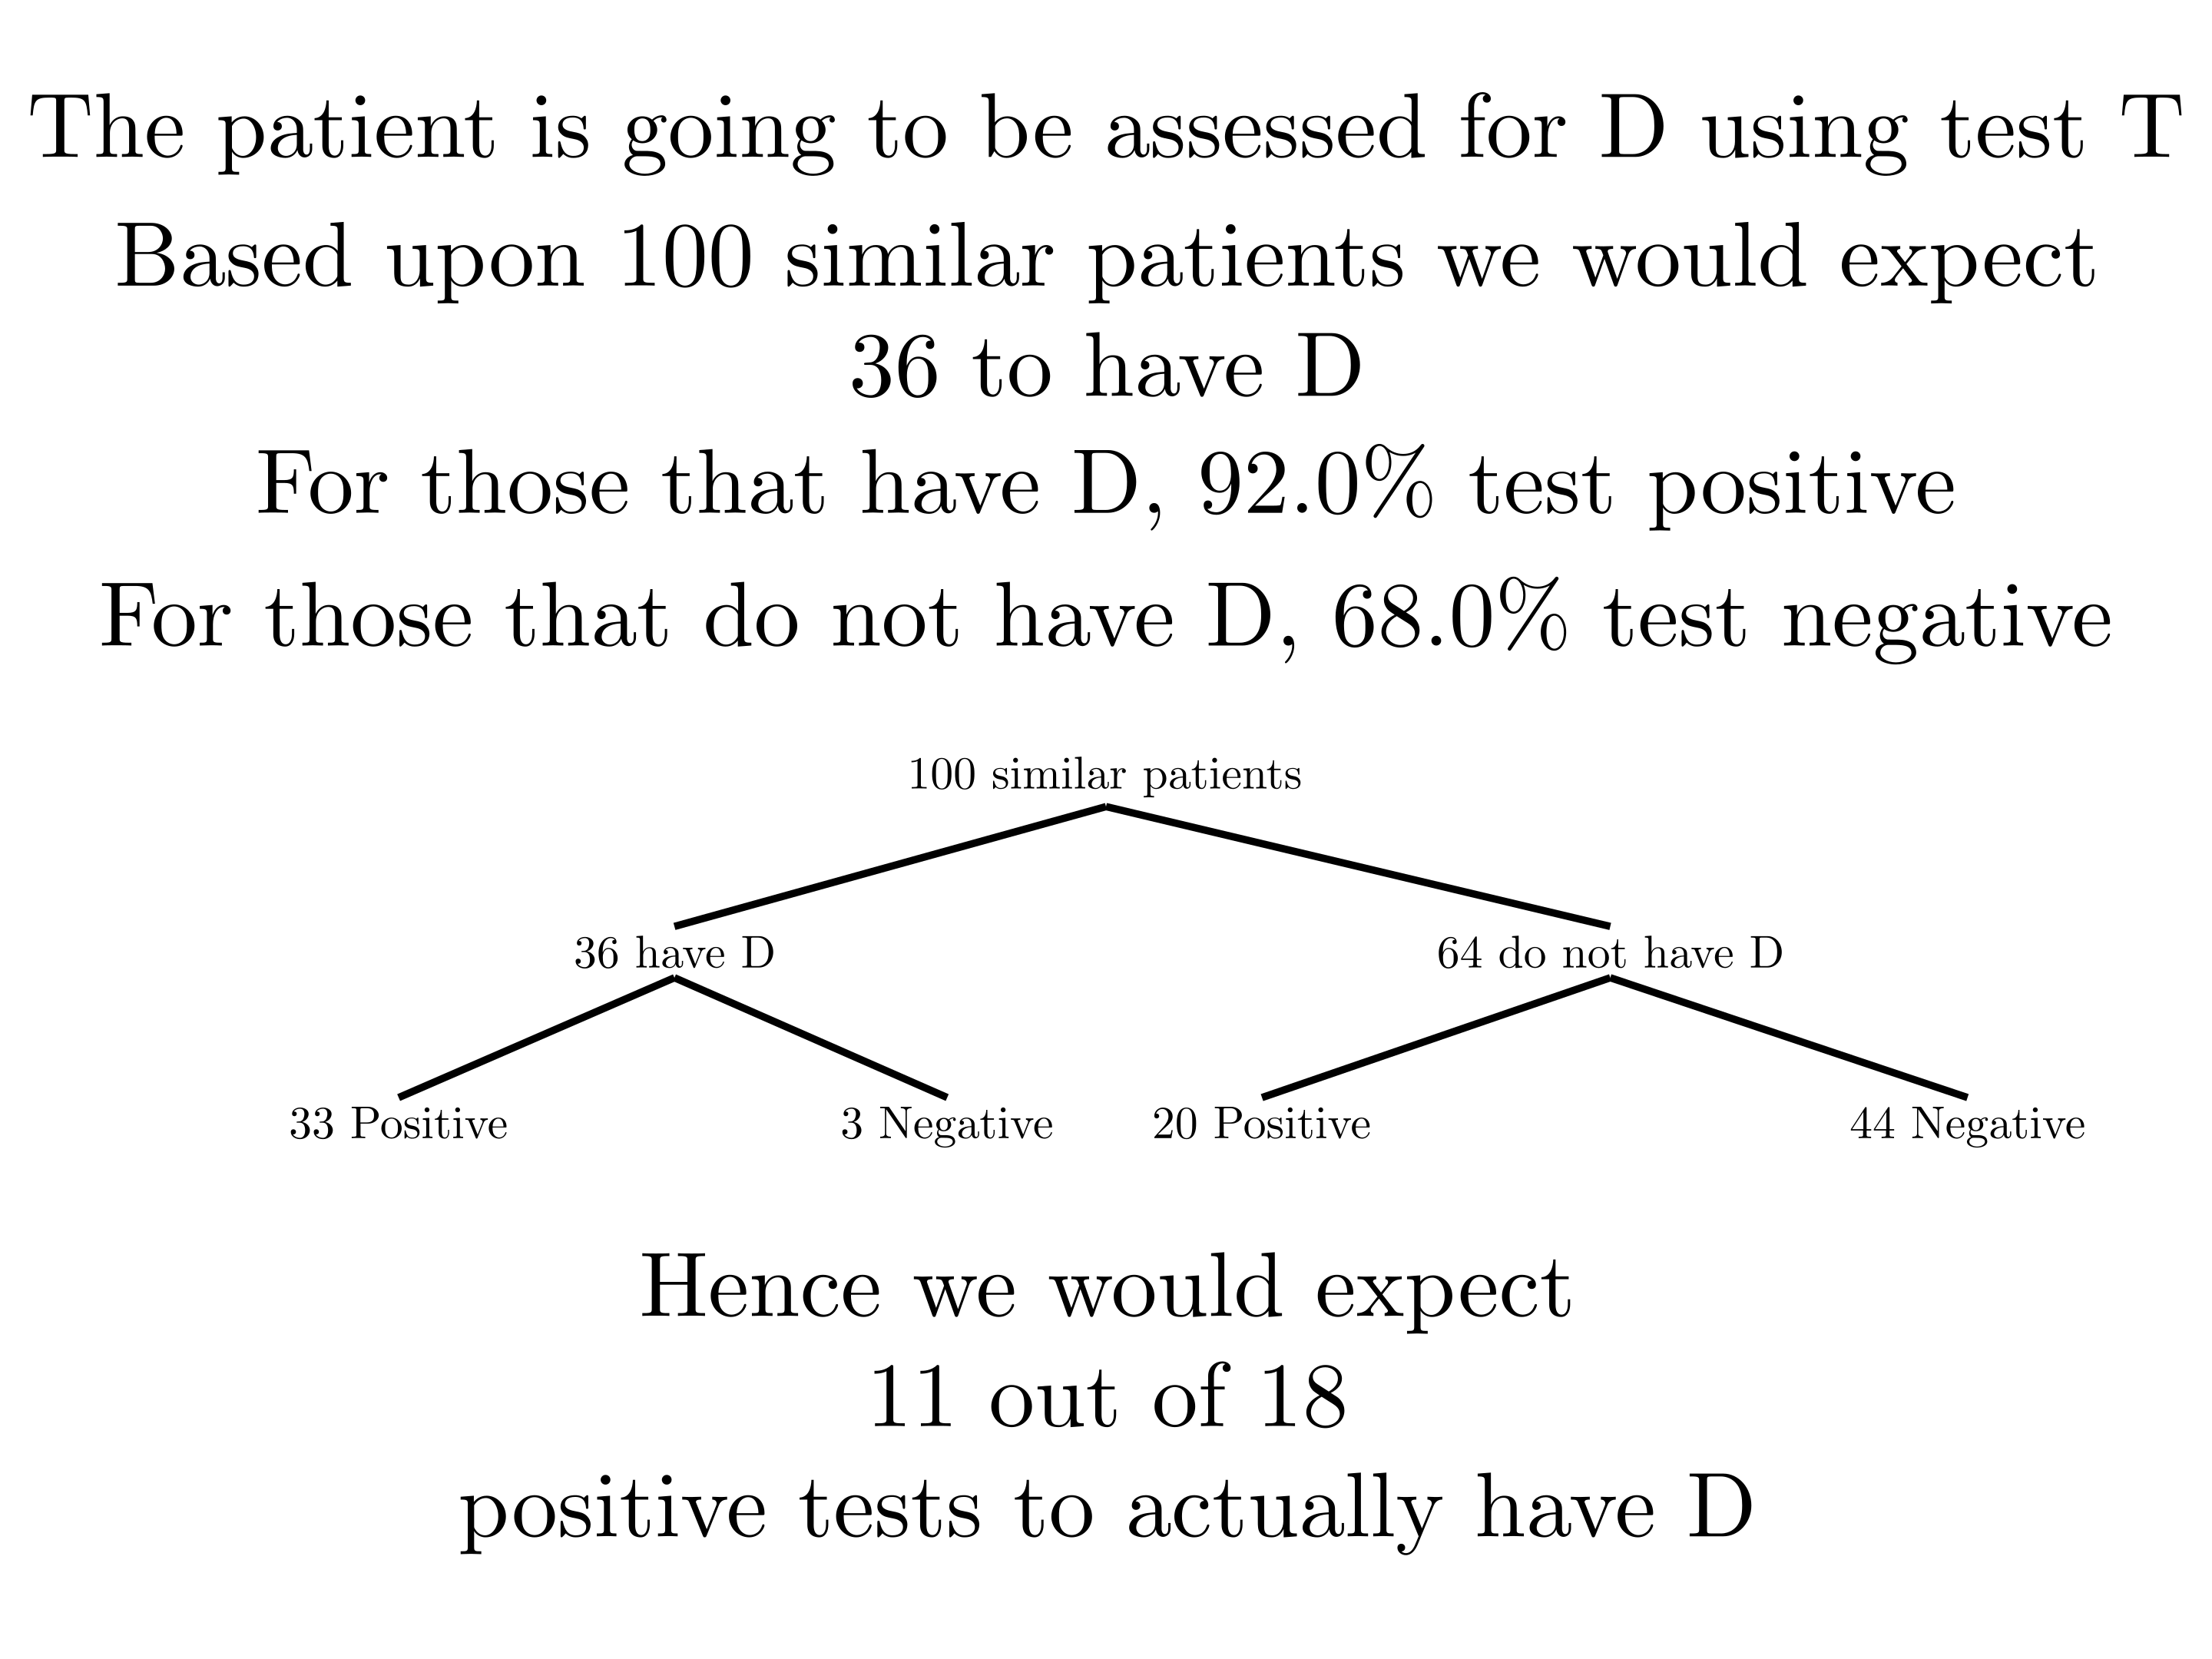 The patient is going to be asessed for D using test T
Based upon 100 similar patients we would expect
36 to have D
For those that have D, 92.0% test positive
For those that do not have D, 68.0% test negative
100 similar patients
36 have D 64 do not have D
33 Positive 3 Negative 20 Positive 44 Negative
Hence we would expect
11 out of 18
positive tests to actually have D